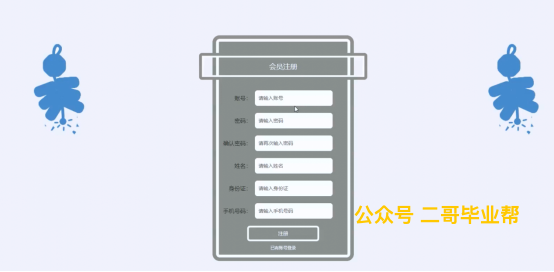 会员注册
账号：
请输入账号
密码：
请输入密码
确认密码：
请再次输入密码
姓名：
请输入姓名
身份证：
请输入身份证
手机号码：
请输入手机号码
公众号 二哥毕业帮
注册
已有账号登录